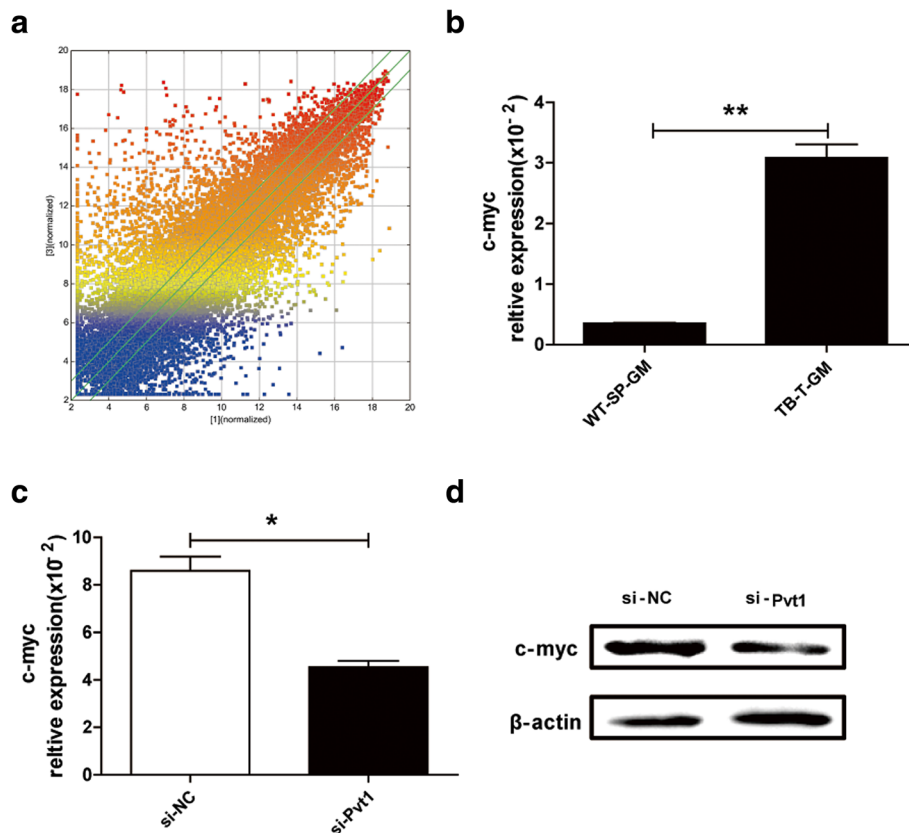 a
20
18
16
14
12
10
8
6
4
2
[3](normalized)
2 4 6 8 10 12 14 16 18 20
[1](normalized)
b
c-myc
reltive expression(x10⁻²)
4
3
2
1
0
**
WT-SP-GM
TB-T-GM
c
c-myc
reltive expression(x10⁻²)
10
8
6
4
2
0
*
si-NC
si-Pvt1
d
si-NC si-Pvt1
c-myc
β-actin